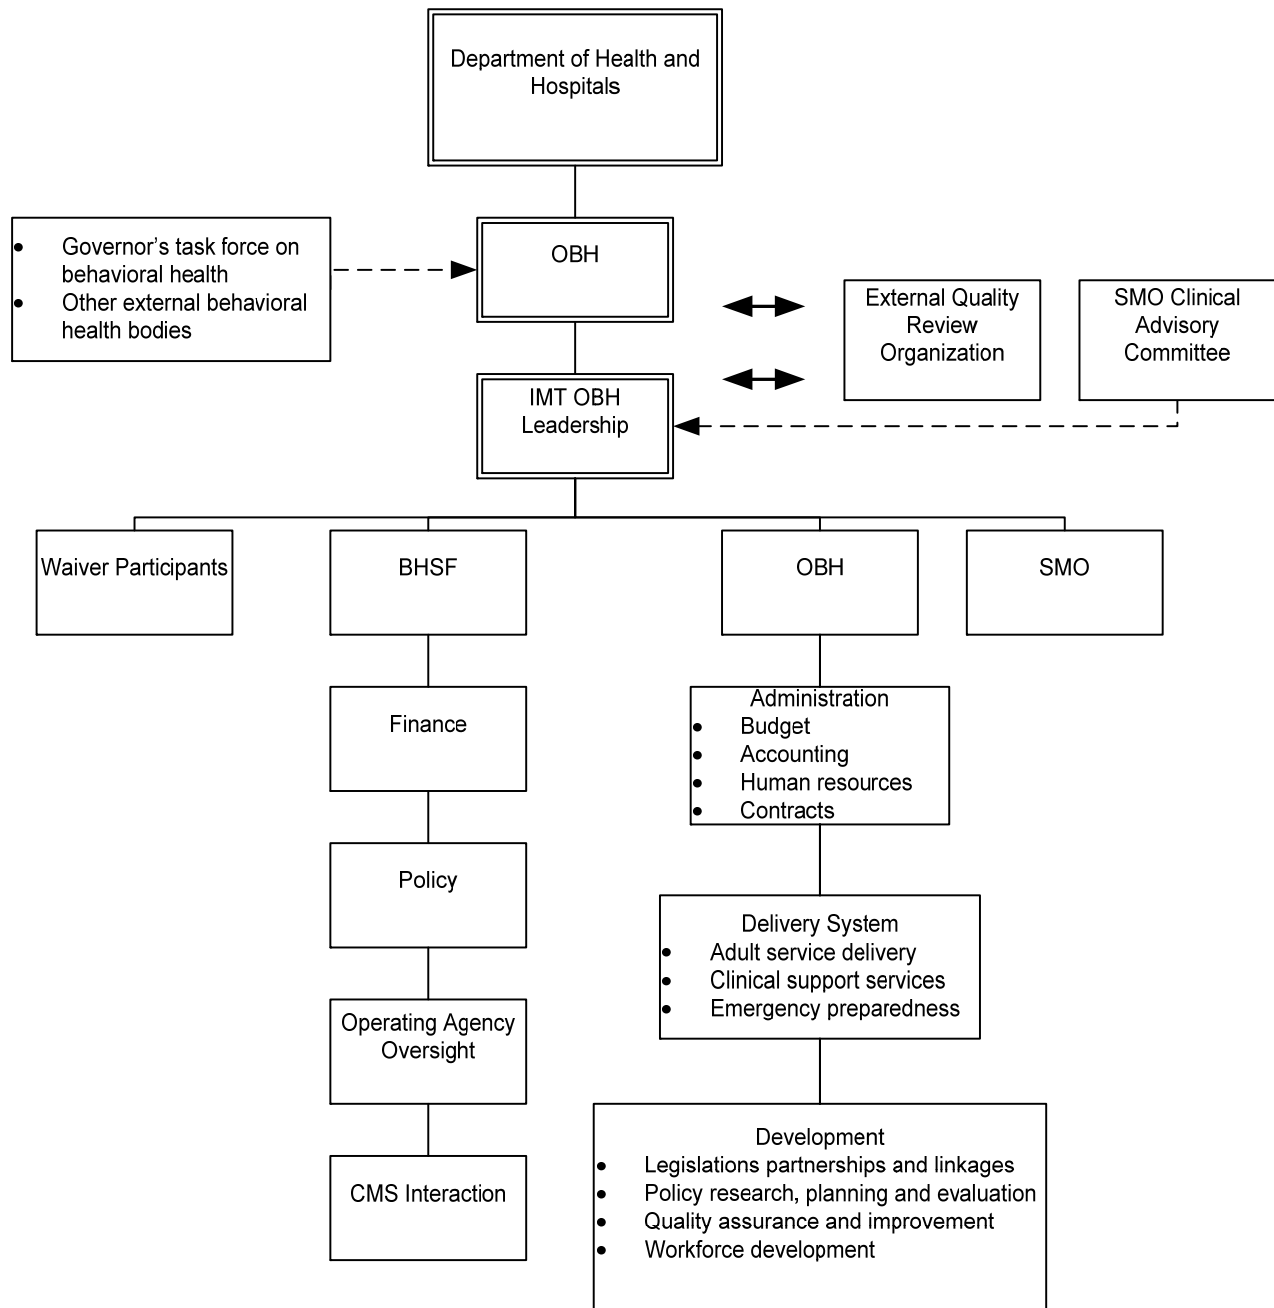 Department of Health and
Hospitals
• Governor’s task force on
behavioral health
• Other external behavioral
health bodies
OBH
External Quality
Review
Organization
SMO Clinical
Advisory
Committee
IMT OBH
Leadership
Waiver Participants
BHSF
OBH
SMO
Finance
Policy
Operating Agency
Oversight
CMS Interaction
Administration
• Budget
• Accounting
• Human resources
• Contracts
Delivery System
• Adult service delivery
• Clinical support services
• Emergency preparedness
Development
• Legislations partnerships and linkages
• Policy research, planning and evaluation
• Quality assurance and improvement
• Workforce development